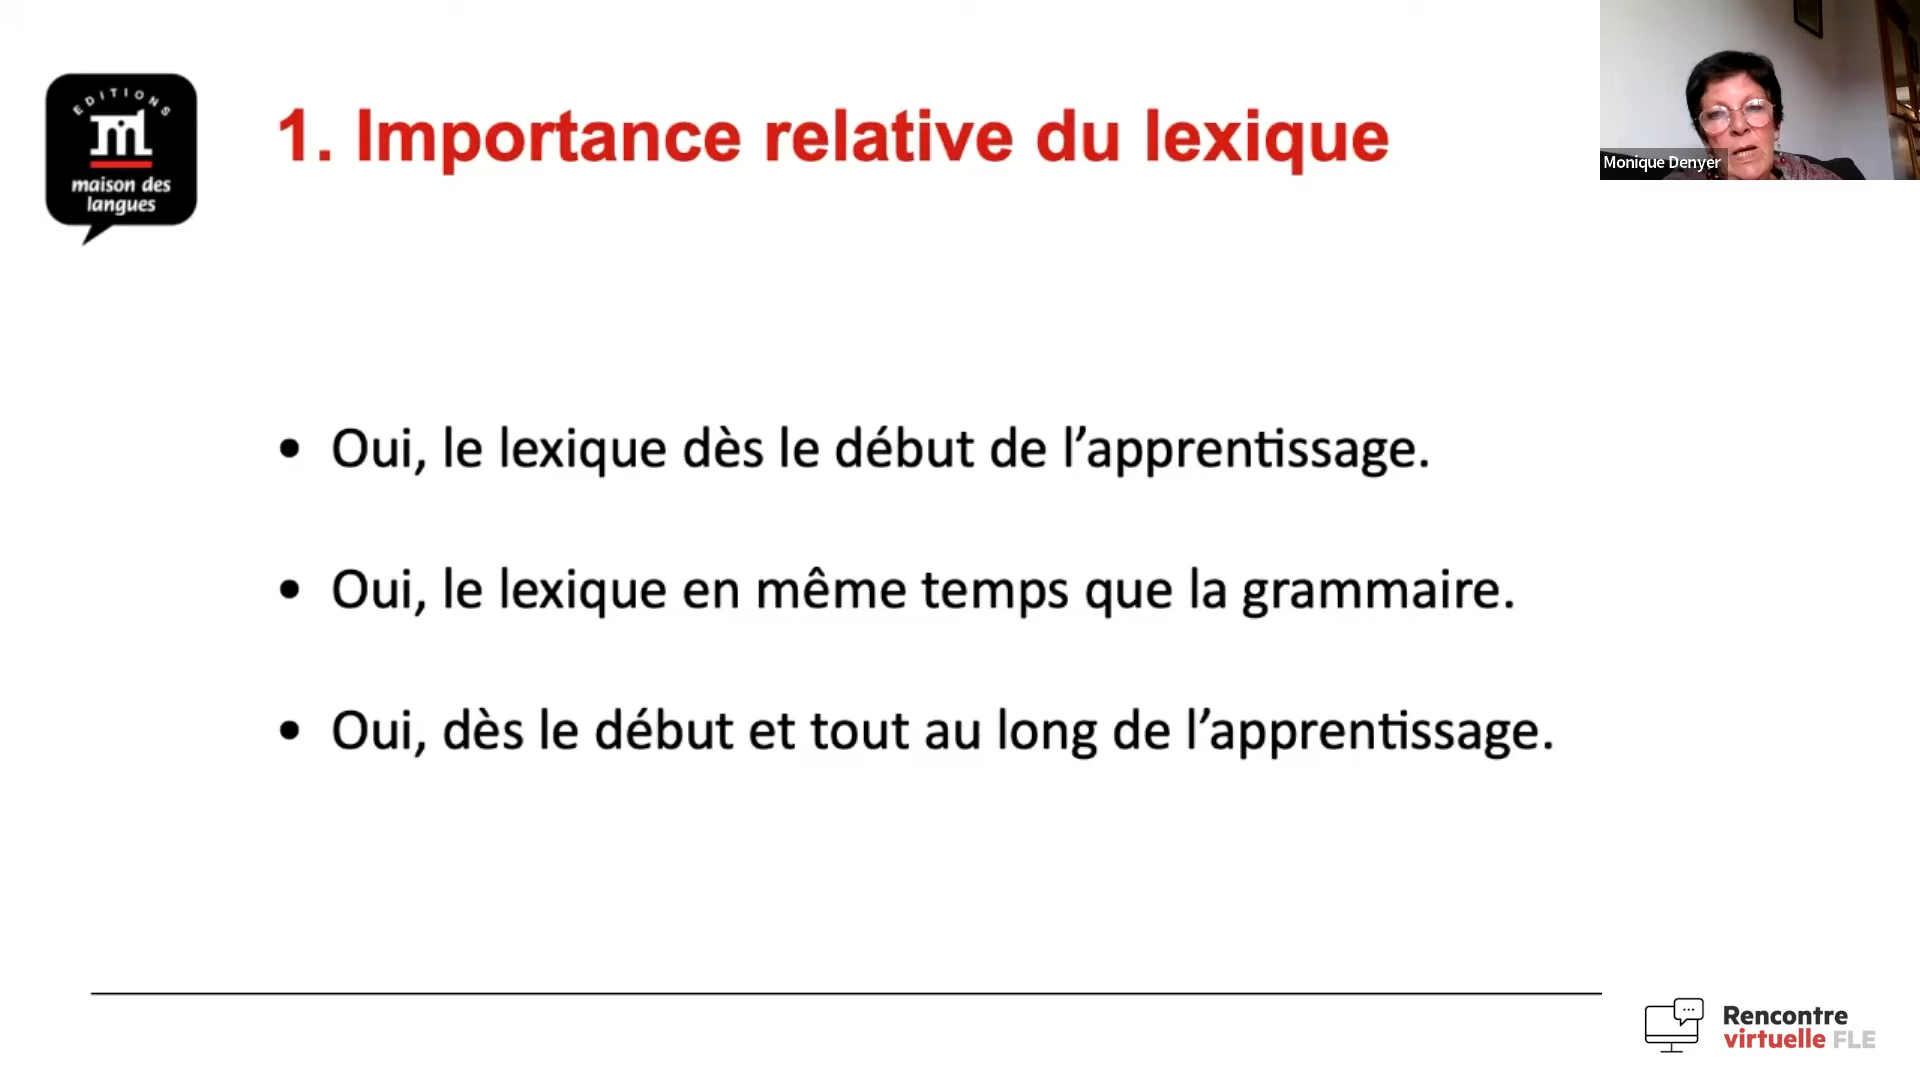 EDITIONS
maison des
langues
1. Importance relative du lexique
Monique Denyer
• Oui, le lexique dès le début de l’apprentissage.
• Oui, le lexique en même temps que la grammaire.
• Oui, dès le début et tout au long de l’apprentissage.
Rencontre
virtuelle FLE